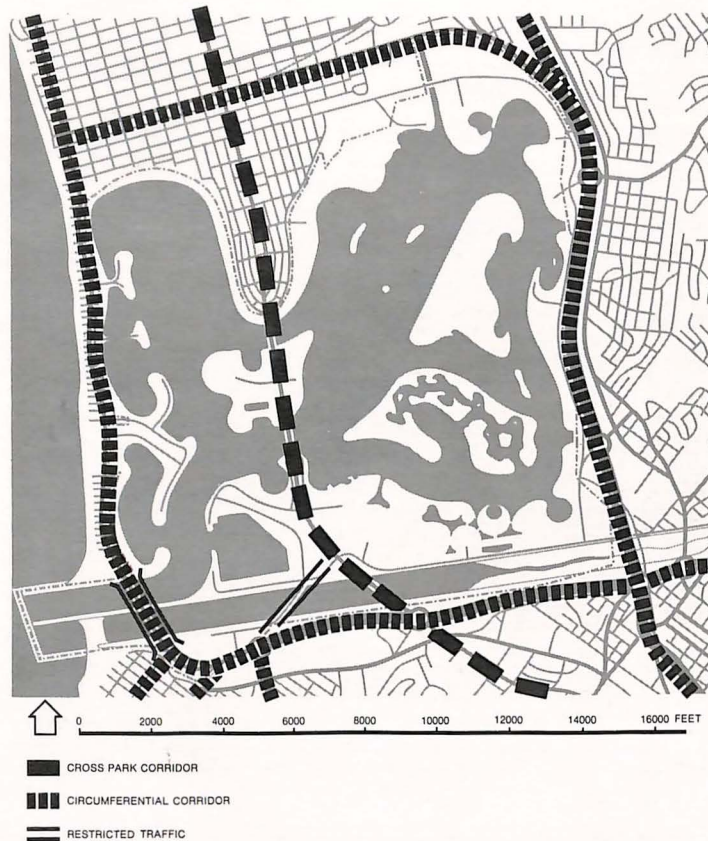 0 2000 4000 6000 8000 10000 12000 14000 16000 FEET
CROSS PARK CORRIDOR
CIRCUMFERENTIAL CORRIDOR
RESTRICTED TRAFFIC